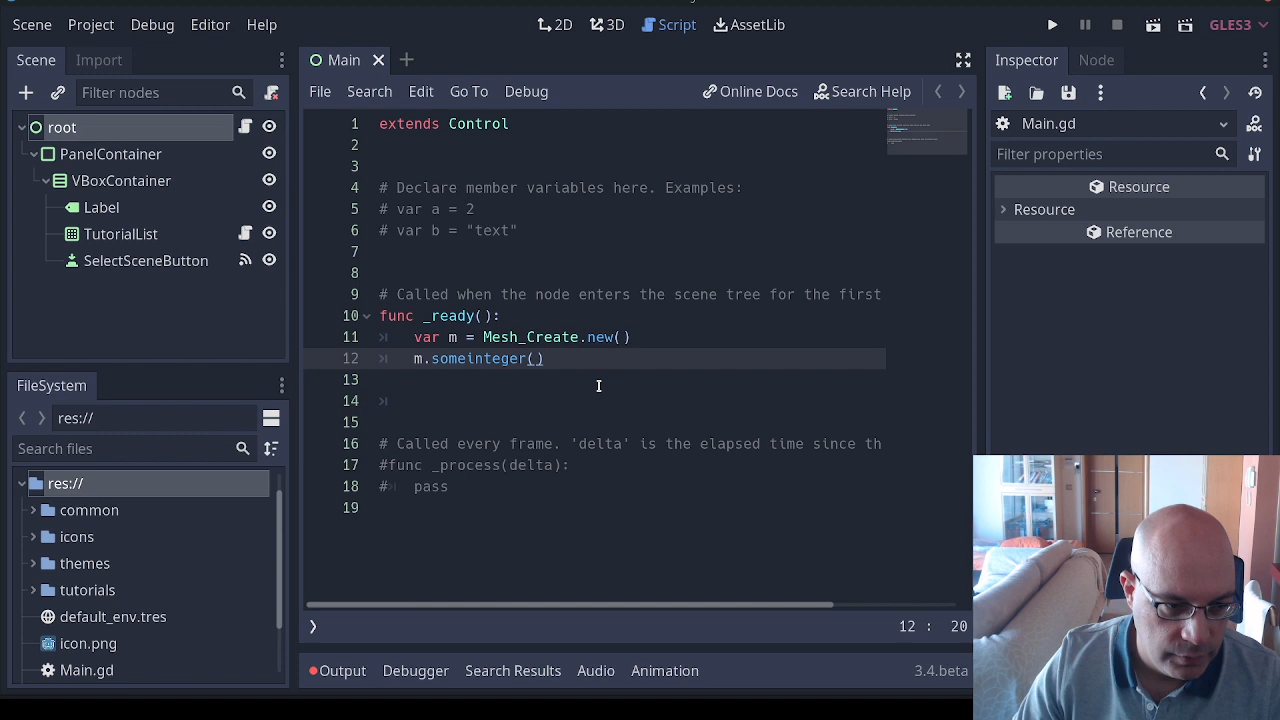 Scene Project Debug Editor Help
2D 3D Script AssetLib
GLES3
Scene Import
Filter nodes
root
PanelContainer
VBoxContainer
Label
TutorialList
SelectSceneButton
FileSystem
res://
Search files
res://
common
icons
themes
tutorials
default_env.tres
icon.png
Main.gd
Main
File Search Edit Go To Debug Online Docs Search Help
1 extends Control
2
3
4 # Declare member variables here. Examples:
5 # var a = 2
6 # var b = "text"
7
8
9 # Called when the node enters the scene tree for the first
10 func _ready():
11 var m = Mesh_Create.new()
12 m.someinteger()
13
14
15
16 # Called every frame. 'delta' is the elapsed time since th
17 #func _process(delta):
18 # pass
19
12 : 20
Output Debugger Search Results Audio Animation 3.4.beta
Inspector Node
Main.gd
Filter properties
Resource
Resource
Reference